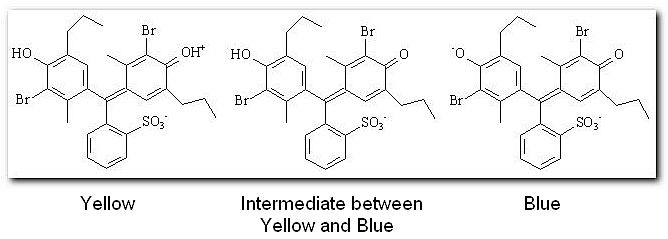 Br
OH⁺
HO
Br
SO₃⁻
Br
HO
O
Br
SO₃⁻
Br
⁻O
O
Br
SO₃⁻
Yellow
Intermediate between
Yellow and Blue
Blue